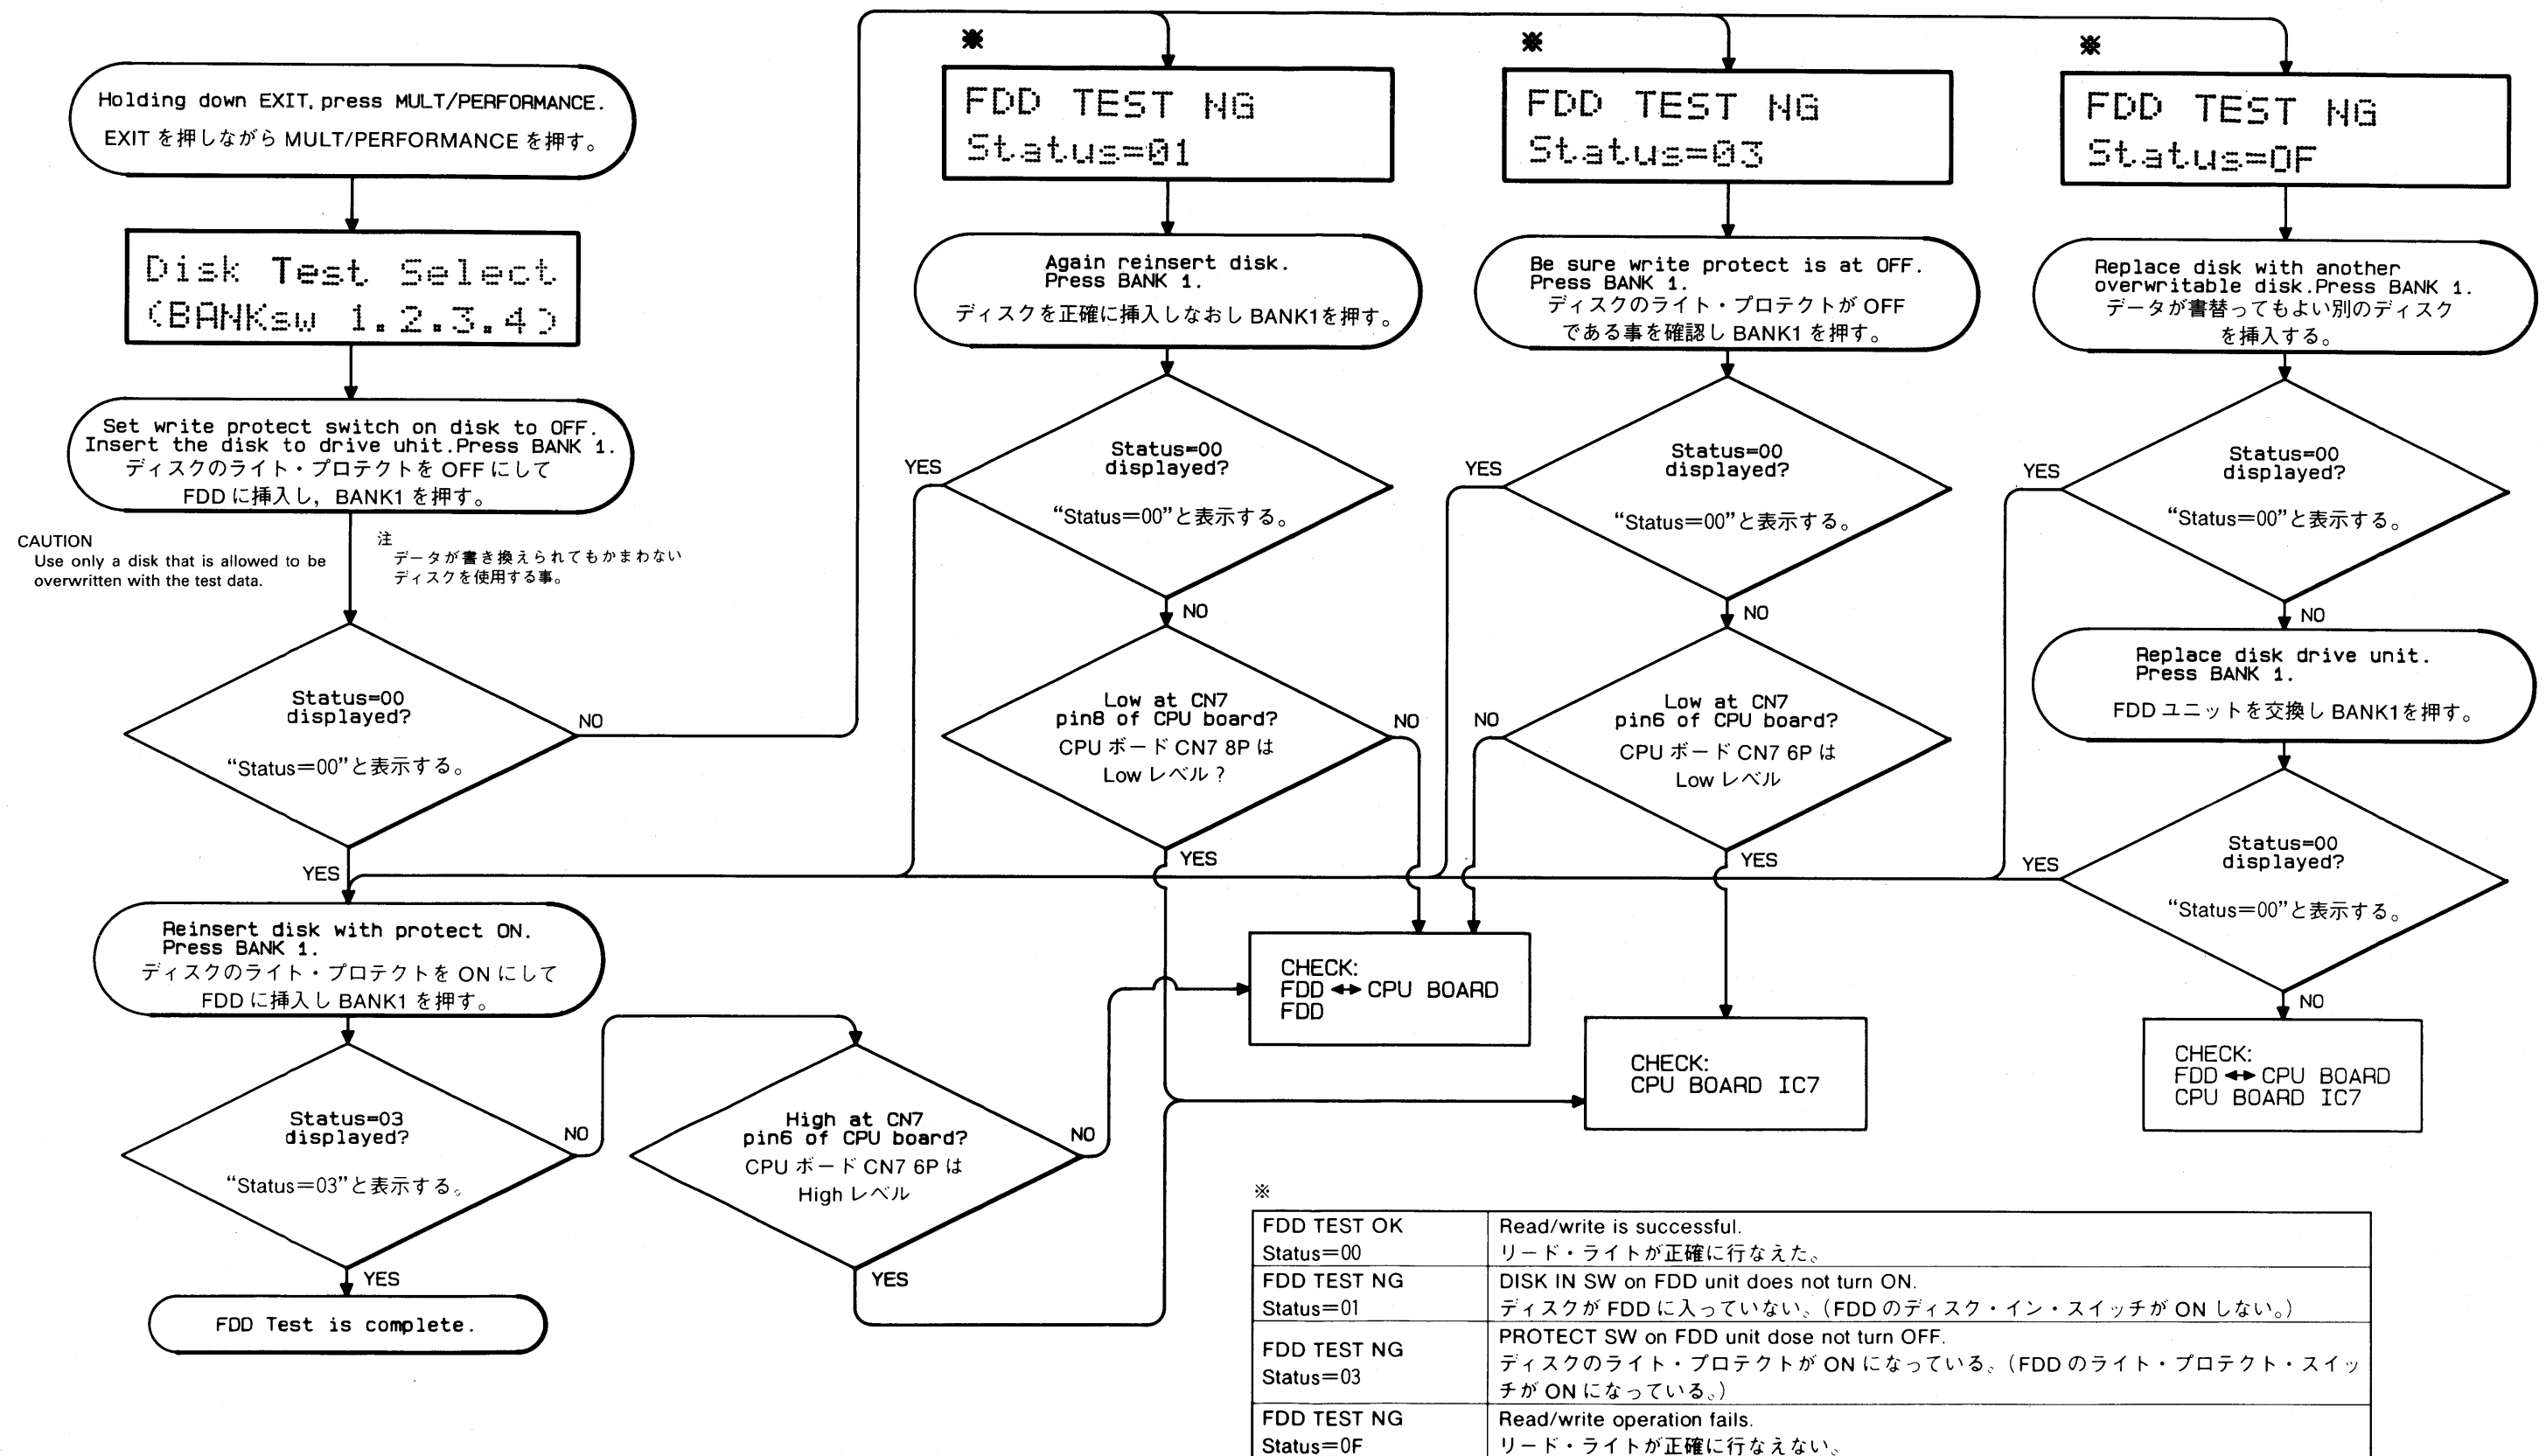 Holding down EXIT, press MULT/PERFORMANCE.
EXIT を押しながら MULT/PERFORMANCE を押す。
Disk Test Select
(BANKsw 1.2.3.4)
Set write protect switch on disk to OFF.
Insert the disk to drive uhit.Press BANK 1.
ディスクのライト・プロテクトを OFF にして
FDD に挿入し, BANK1 を押す。
CAUTION
Use only a disk that is allowed to be
overwritten with the test data.
注
データが書き換えられてもかまわない
ディスクを使用する事。
Status=00
displayed?
“Status=00”と表示する。
NO
YES
Reinsert disk with protect ON.
Press BANK 1.
ディスクのライト・プロテクトを ON にして
FDD に挿入し BANK1 を押す。
Status=03
displayed?
“Status=03”と表示する。
NO
YES
FDD Test is complete.
High at CN7
pin6 of CPU board?
CPU ボード CN7 6P は
High レベル
NO
YES
※
FDD TEST NG
Status=01
Again reinsert disk.
Press BANK 1.
ディスクを正確に挿入しなおし BANK1を押す。
YES
Status=00
displayed?
“Status=00”と表示する。
NO
Low at CN7
pin8 of CPU board?
CPU ボード CN7 8P は
Low レベル ?
NO
YES
※
FDD TEST NG
Status=03
Be sure write protect is at OFF.
Press BANK 1.
ディスクのライト・プロテクトが OFF
である事を確認し BANK1 を押す。
YES
Status=00
displayed?
“Status=00”と表示する。
NO
Low at CN7
pin6 of CPU board?
CPU ボード CN7 6P は
Low レベル
NO
YES
CHECK:
FDD ↔ CPU BOARD
FDD
CHECK:
CPU BOARD IC7
※
FDD TEST NG
Status=0F
Replace disk with another
overwritable disk.Press BANK 1.
データが書替ってもよい別のディスク
を挿入する。
YES
Status=00
displayed?
“Status=00”と表示する。
NO
Replace disk drive unit.
Press BANK 1.
FDD ユニットを交換し BANK1を押す。
YES
Status=00
displayed?
“Status=00”と表示する。
NO
CHECK:
FDD ↔ CPU BOARD
CPU BOARD IC7
※
FDD TEST OK
Status=00
Read/write is successful.
リード・ライトが正確に行なえた。
FDD TEST NG
Status=01
DISK IN SW on FDD unit does not turn ON.
ディスクが FDD に入っていない。(FDD のディスク・イン・スイッチが ON しない。)
FDD TEST NG
Status=03
PROTECT SW on FDD unit dose not turn OFF.
ディスクのライト・プロテクトが ON になっている。(FDD のライト・プロテクト・スイッ
チが ON になっている。)
FDD TEST NG
Status=0F
Read/write operation fails.
リード・ライトが正確に行なえない。